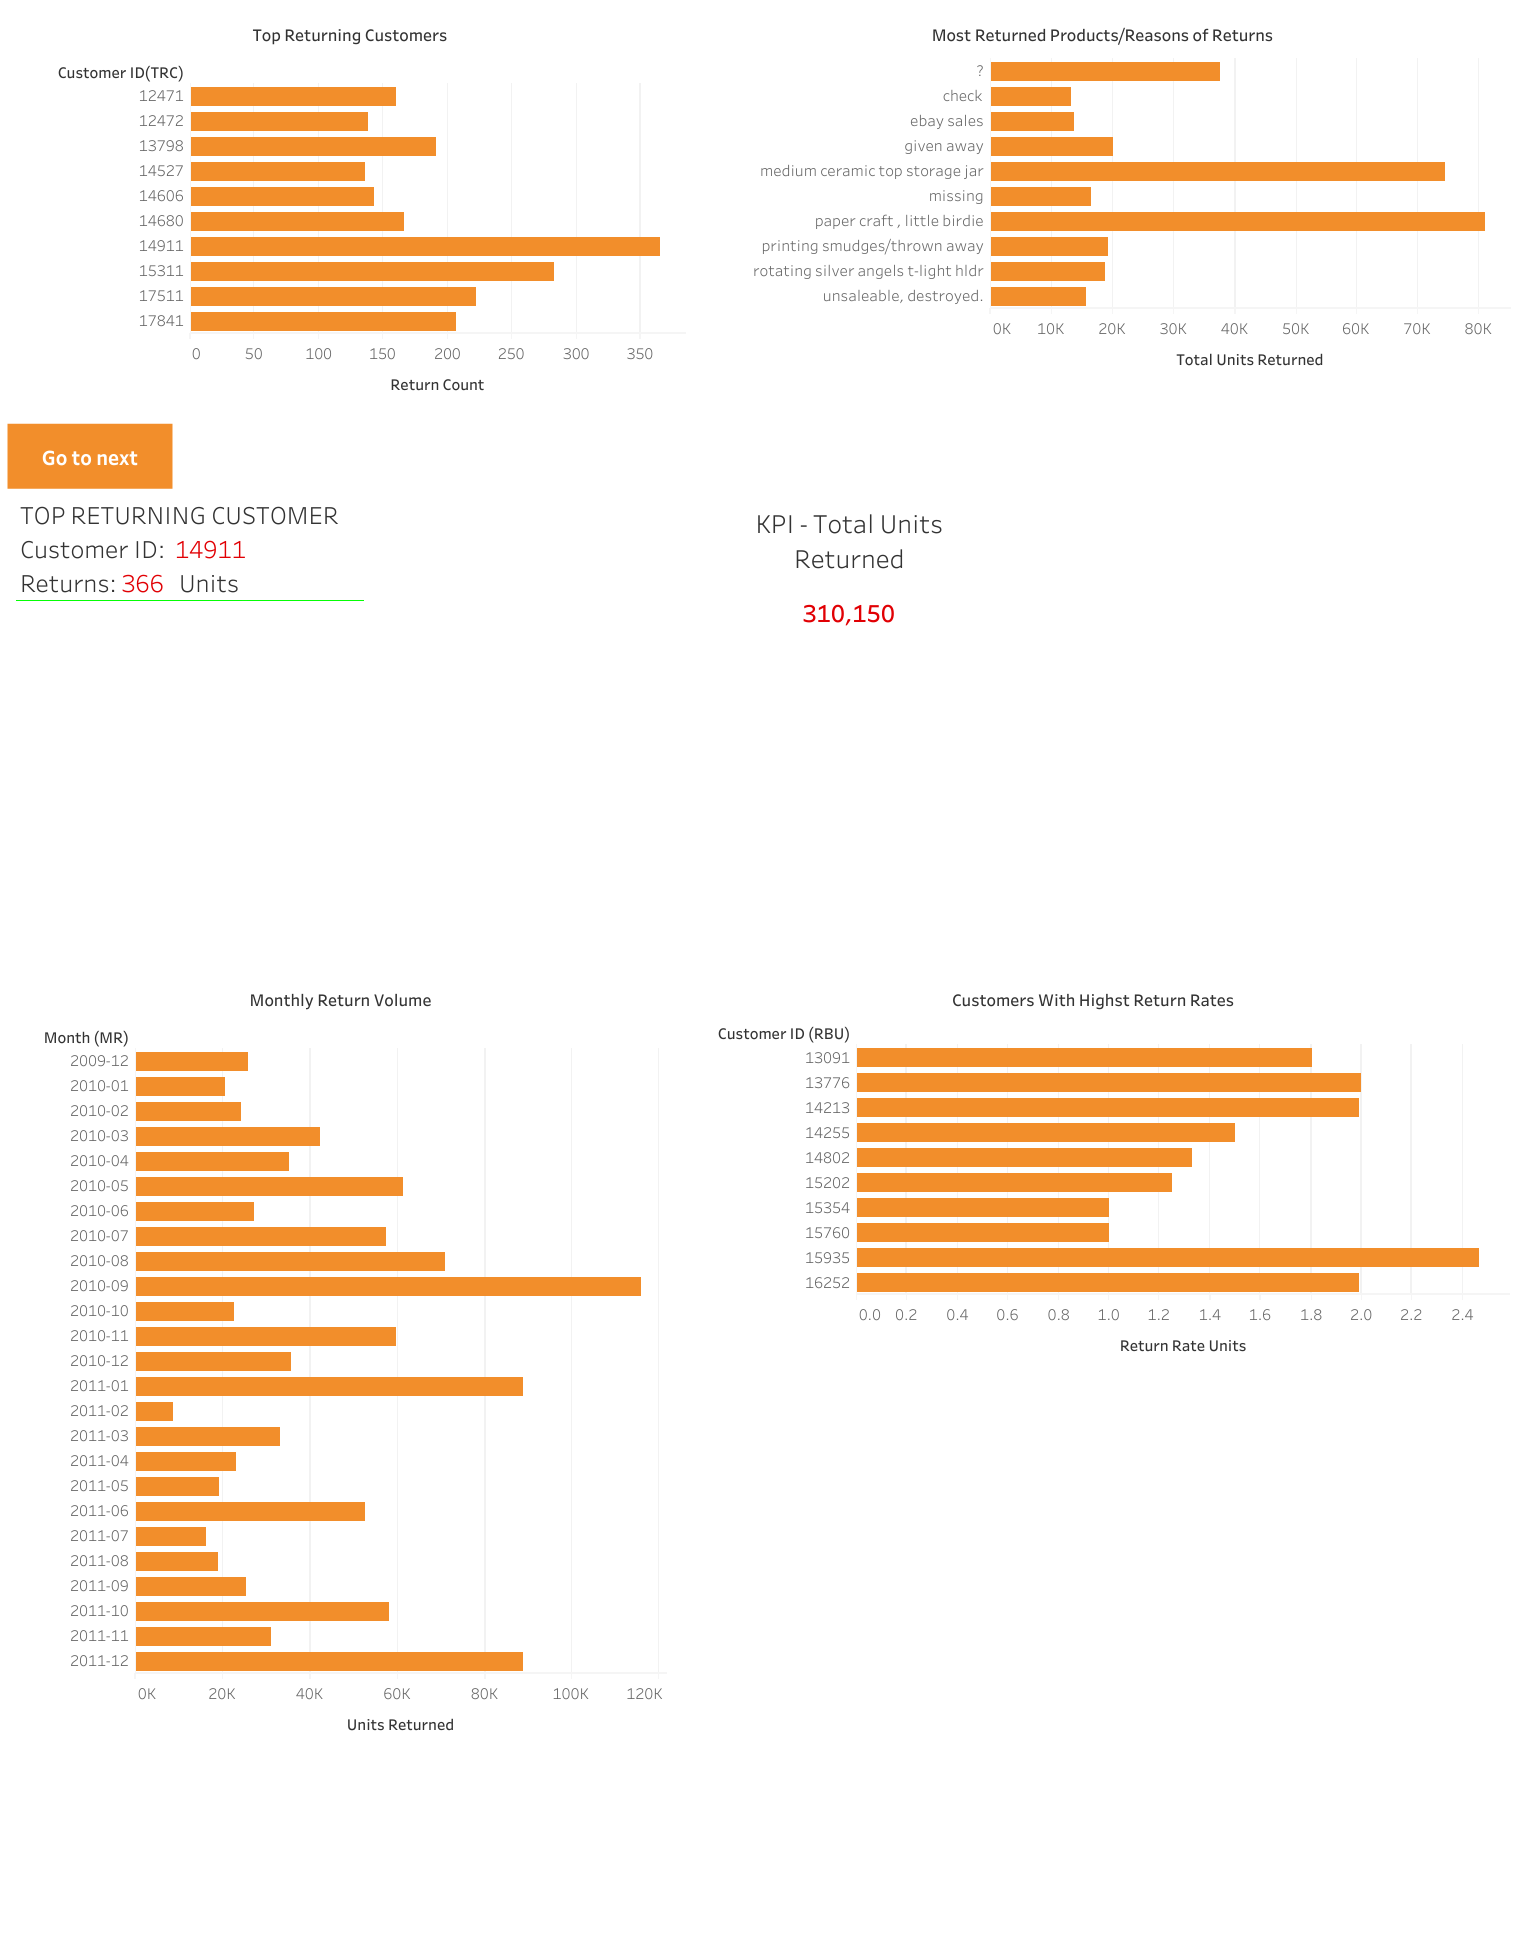 Top Returning Customers
Customer ID(TRC)
12471
12472
13798
14527
14606
14680
14911
15311
17511
17841
0 50 100 150 200 250 300 350
Return Count
Most Returned Products/Reasons of Returns
?
check
ebay sales
given away
medium ceramic top storage jar
missing
paper craft , little birdie
printing smudges/thrown away
rotating silver angels t-light hldr
unsaleable, destroyed.
0K 10K 20K 30K 40K 50K 60K 70K 80K
Total Units Returned
Go to next
TOP RETURNING CUSTOMER
Customer ID: 14911
Returns: 366 Units
KPI - Total Units
Returned
310,150
Monthly Return Volume
Month (MR)
2009-12
2010-01
2010-02
2010-03
2010-04
2010-05
2010-06
2010-07
2010-08
2010-09
2010-10
2010-11
2010-12
2011-01
2011-02
2011-03
2011-04
2011-05
2011-06
2011-07
2011-08
2011-09
2011-10
2011-11
2011-12
0K 20K 40K 60K 80K 100K 120K
Units Returned
Customers With Highst Return Rates
Customer ID (RBU)
13091
13776
14213
14255
14802
15202
15354
15760
15935
16252
0.0 0.2 0.4 0.6 0.8 1.0 1.2 1.4 1.6 1.8 2.0 2.2 2.4
Return Rate Units